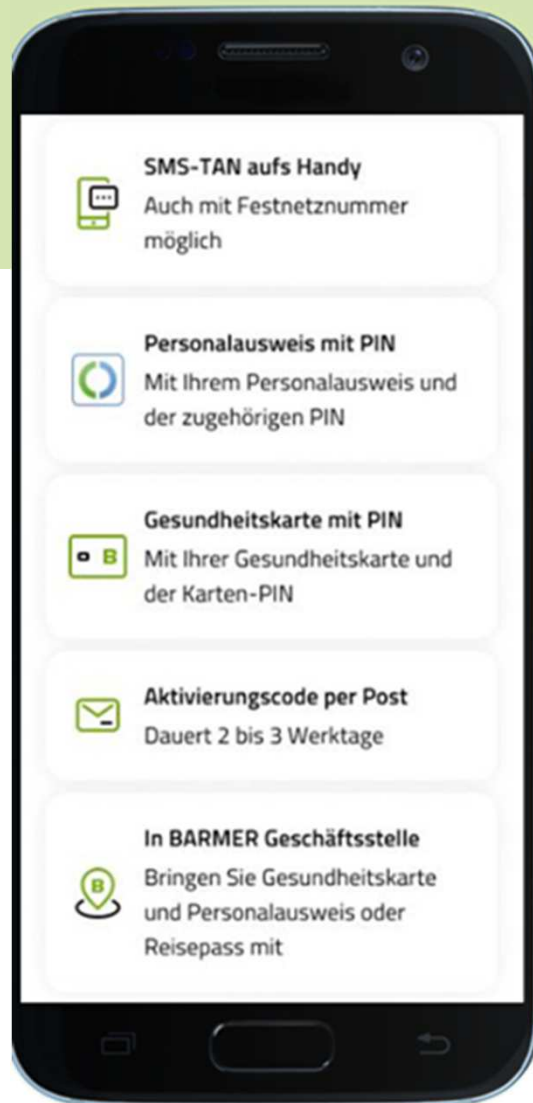 SMS-TAN aufs Handy
Auch mit Festnetznummer
möglich
Personalausweis mit PIN
Mit Ihrem Personalausweis und
der zugehörigen PIN
B
Gesundheitskarte mit PIN
Mit Ihrer Gesundheitskarte und
der Karten-PIN
Aktivierungscode per Post
Dauert 2 bis 3 Werktage
B
In BARMER Geschäftsstelle
Bringen Sie Gesundheitskarte
und Personalausweis oder
Reisepass mit